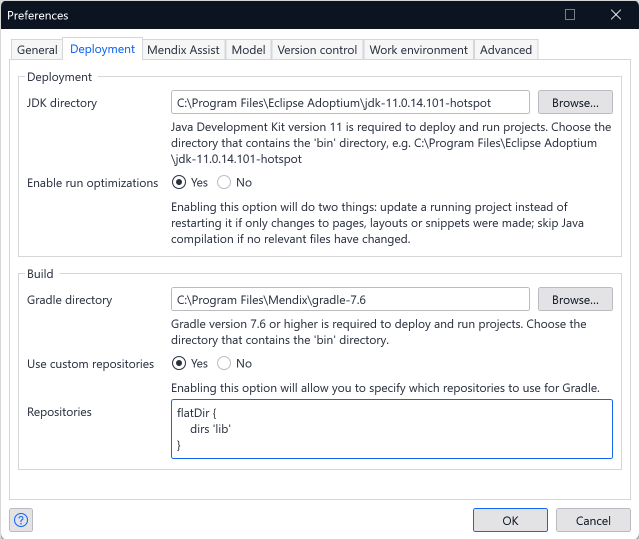 Preferences
General Deployment Mendix Assist Model Version control Work environment Advanced
Deployment
JDK directory C:\Program Files\Eclipse Adoptium\jdk-11.0.14.101-hotspot Browse...
Java Development Kit version 11 is required to deploy and run projects. Choose the
directory that contains the 'bin' directory, e.g. C:\Program Files\Eclipse Adoptium
\jdk-11.0.14.101-hotspot
Enable run optimizations Yes No
Enabling this option will do two things: update a running project instead of
restarting it if only changes to pages, layouts or snippets were made; skip Java
compilation if no relevant files have changed.
Build
Gradle directory C:\Program Files\Mendix\gradle-7.6 Browse...
Gradle version 7.6 or higher is required to deploy and run projects. Choose the
directory that contains the 'bin' directory.
Use custom repositories Yes No
Enabling this option will allow you to specify which repositories to use for Gradle.
Repositories flatDir {
dirs 'lib'
}
? OK Cancel